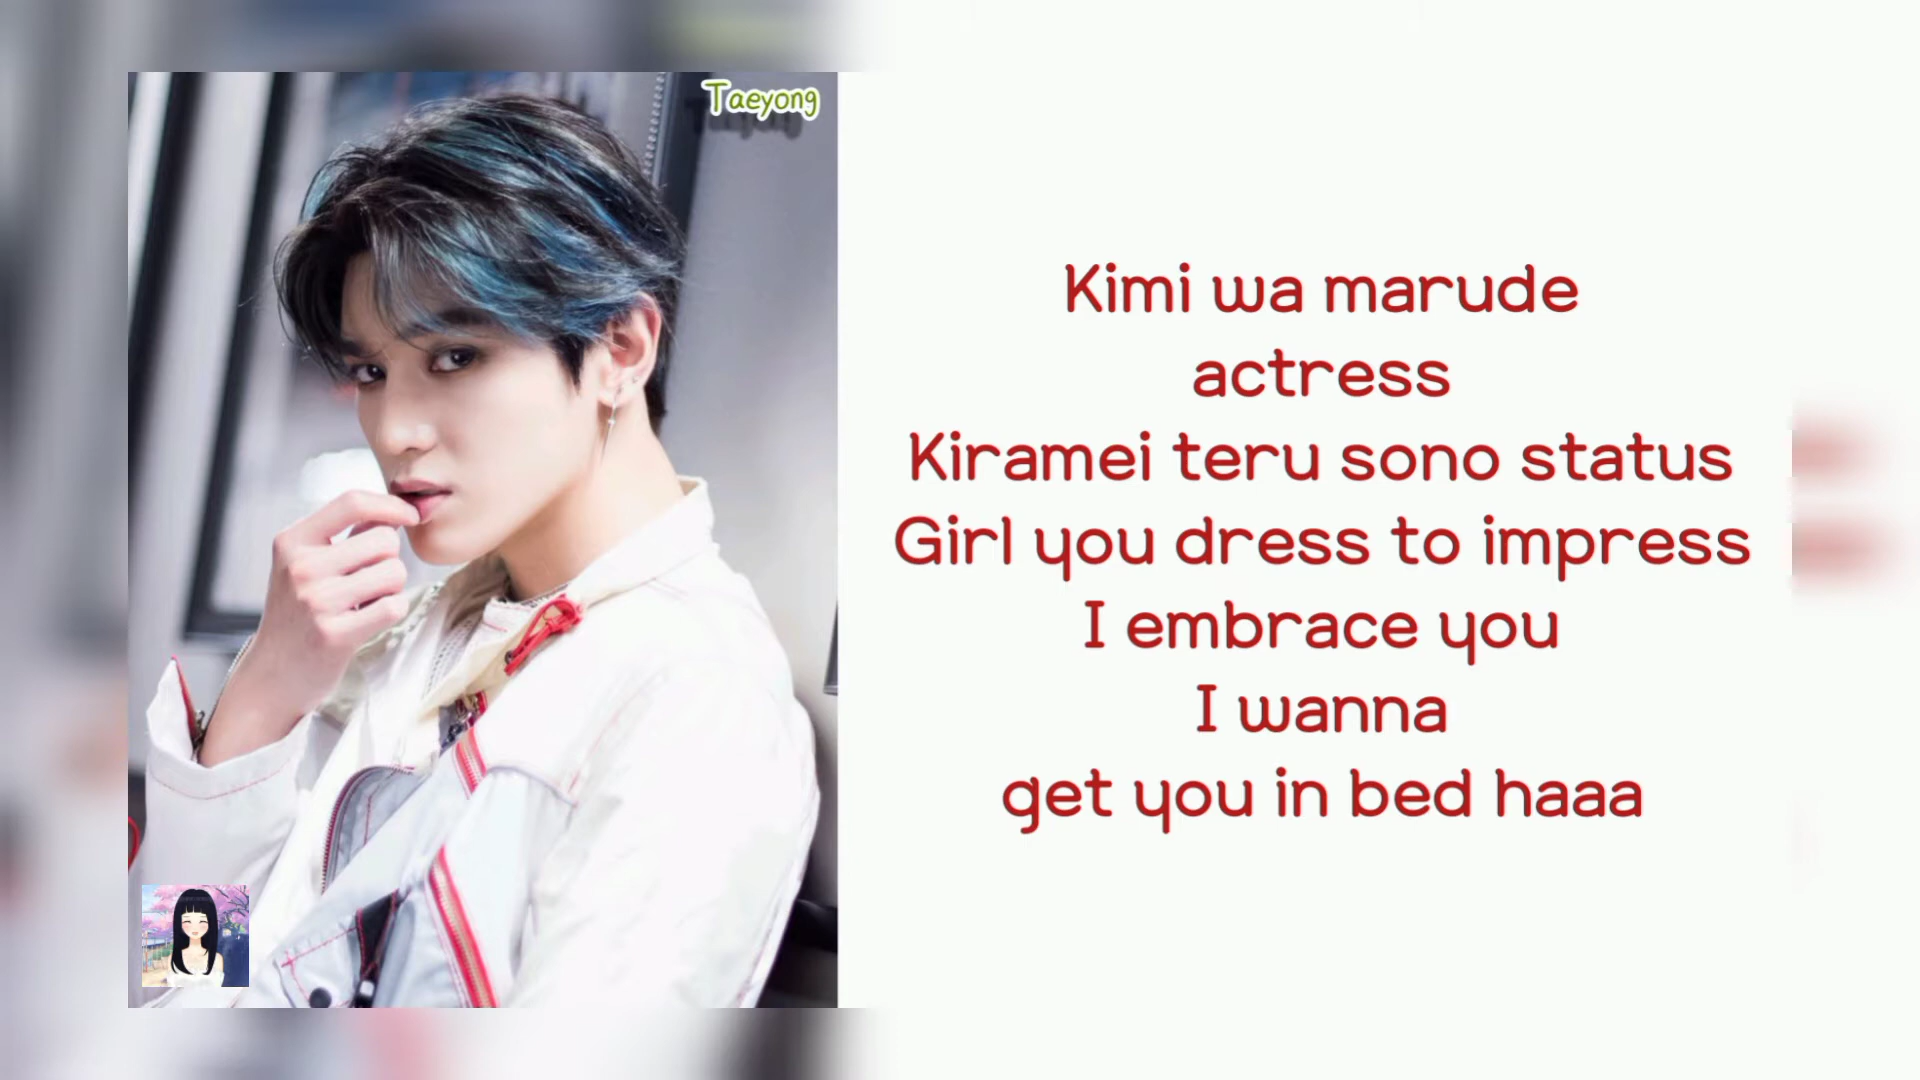 Taeyong
Kimi wa marude
actress
Kiramei teru sono status
Girl you dress to impress
I embrace you
I wanna
get you in bed haaa